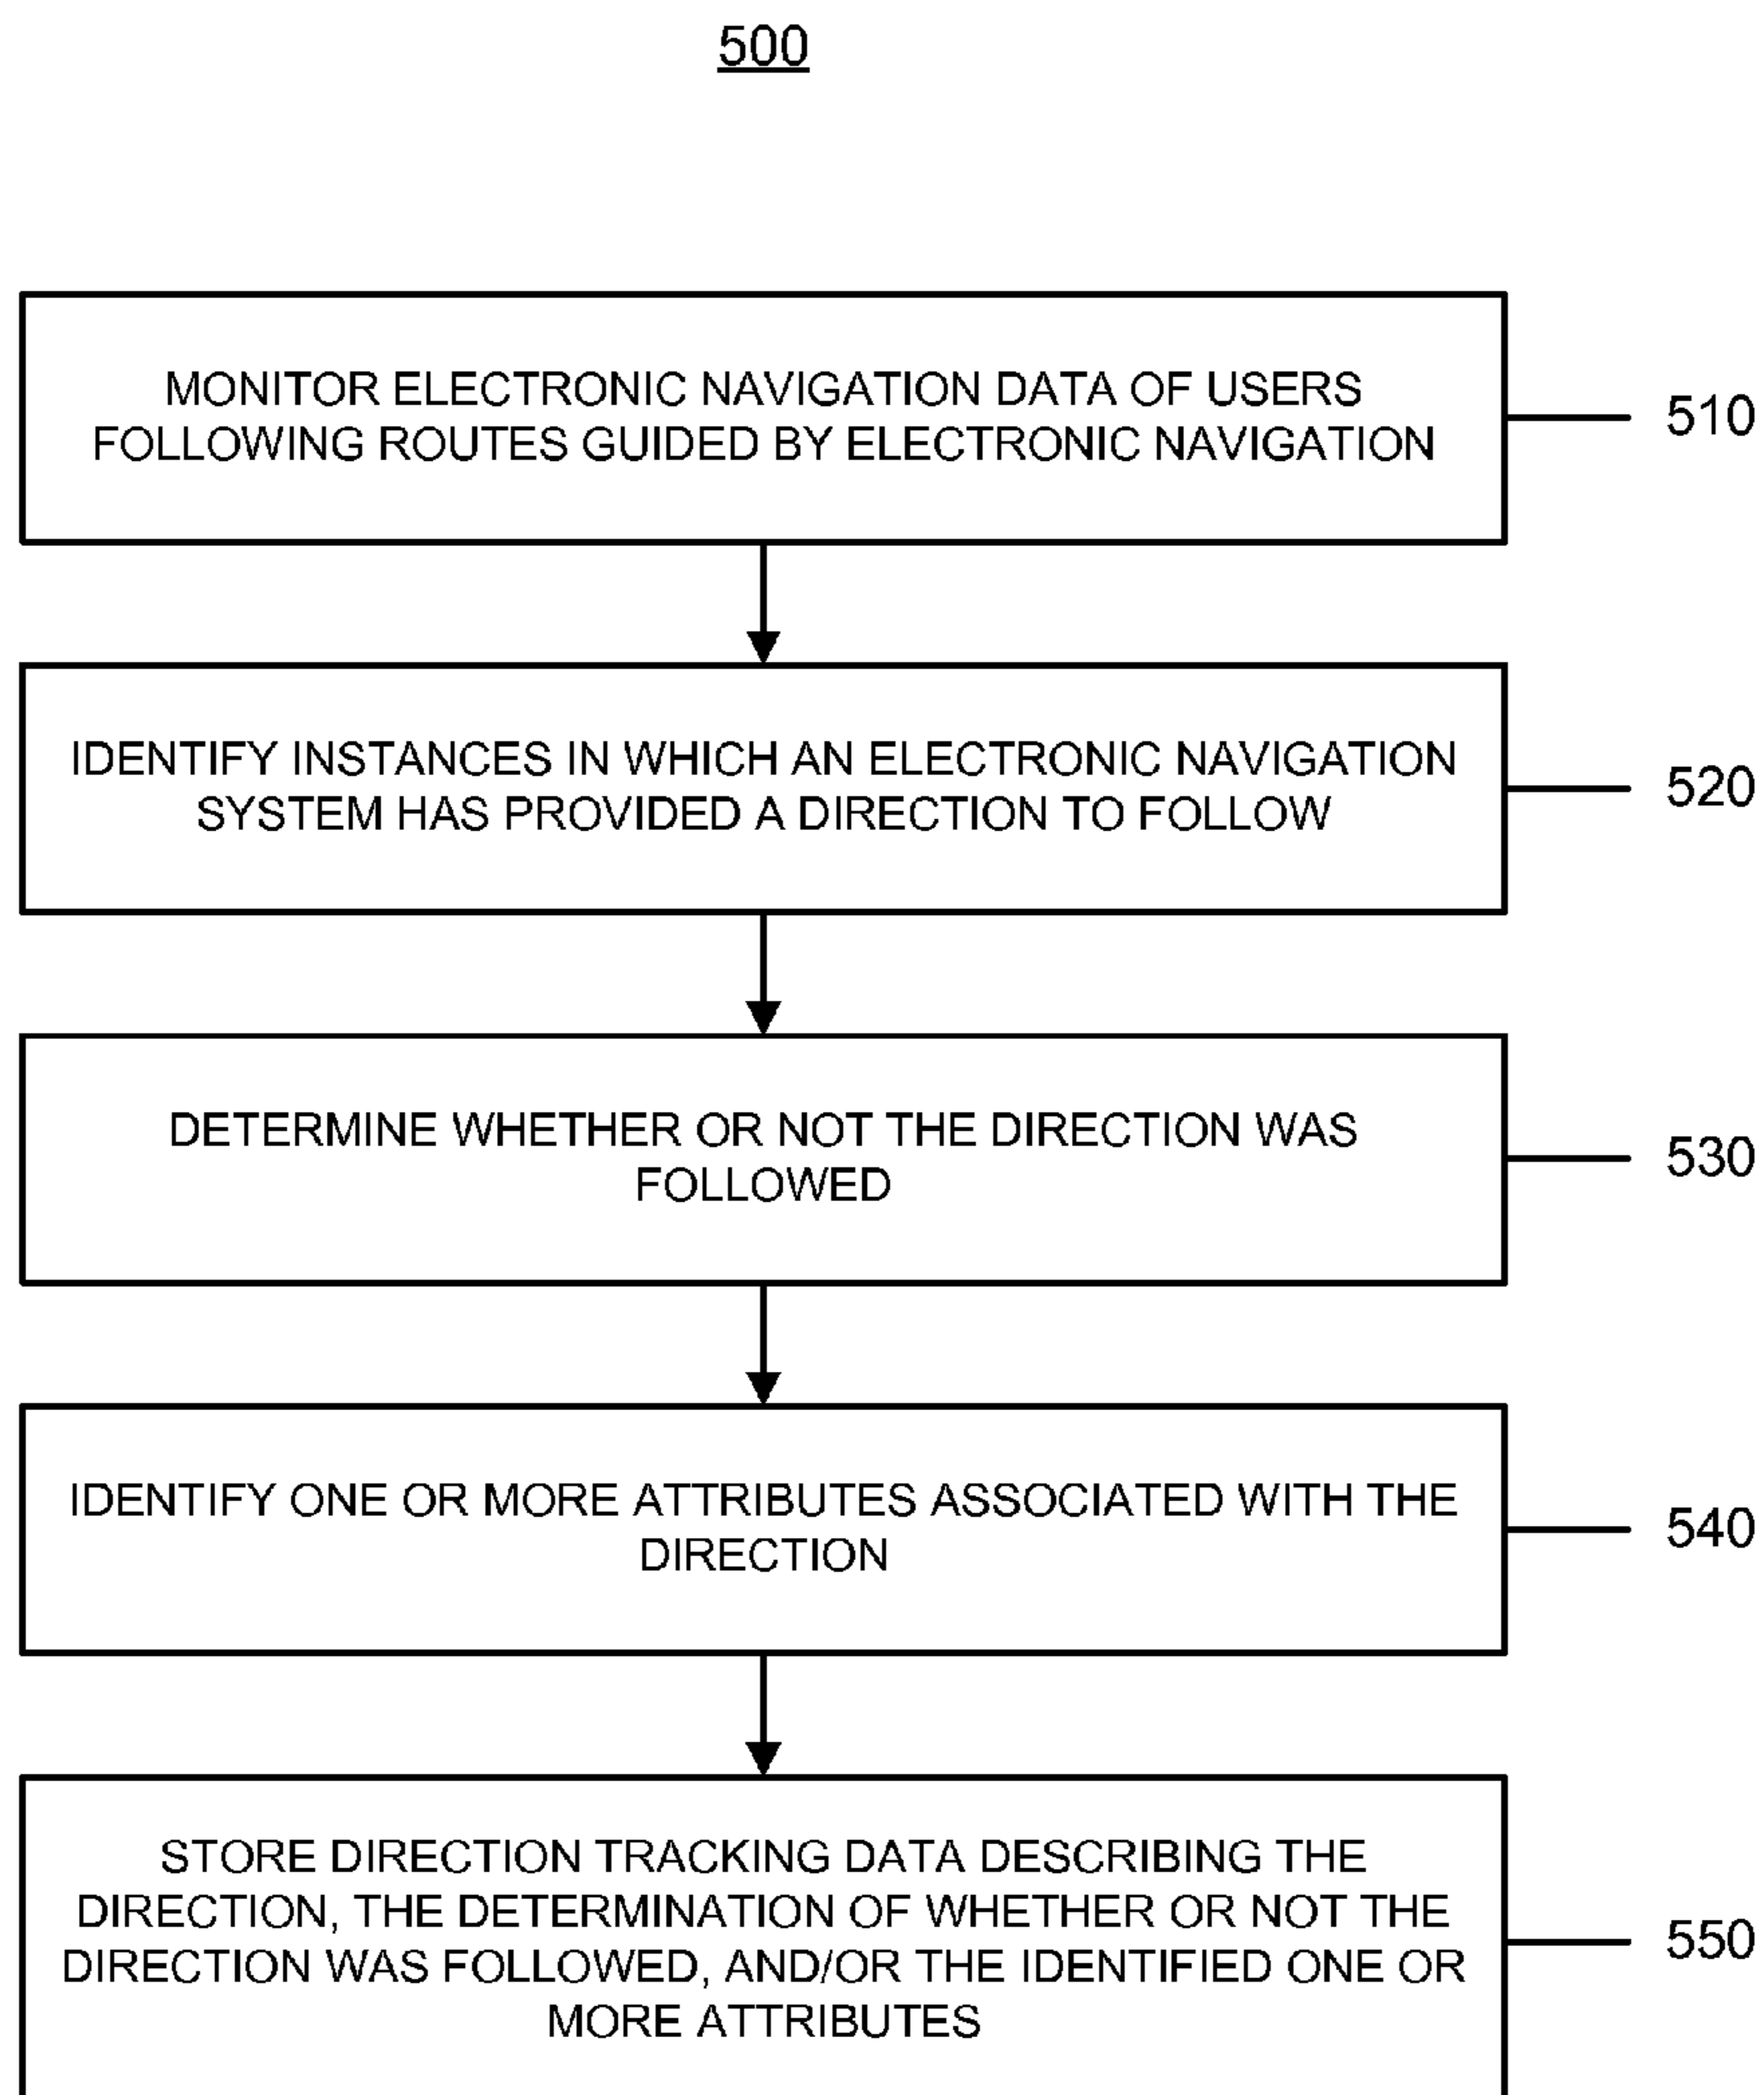 500
MONITOR ELECTRONIC NAVIGATION DATA OF USERS
FOLLOWING ROUTES GUIDED BY ELECTRONIC NAVIGATION
510
IDENTIFY INSTANCES IN WHICH AN ELECTRONIC NAVIGATION
SYSTEM HAS PROVIDED A DIRECTION TO FOLLOW
520
DETERMINE WHETHER OR NOT THE DIRECTION WAS
FOLLOWED
530
IDENTIFY ONE OR MORE ATTRIBUTES ASSOCIATED WITH THE
DIRECTION
540
STORE DIRECTION TRACKING DATA DESCRIBING THE
DIRECTION, THE DETERMINATION OF WHETHER OR NOT THE
DIRECTION WAS FOLLOWED, AND/OR THE IDENTIFIED ONE OR
MORE ATTRIBUTES
550